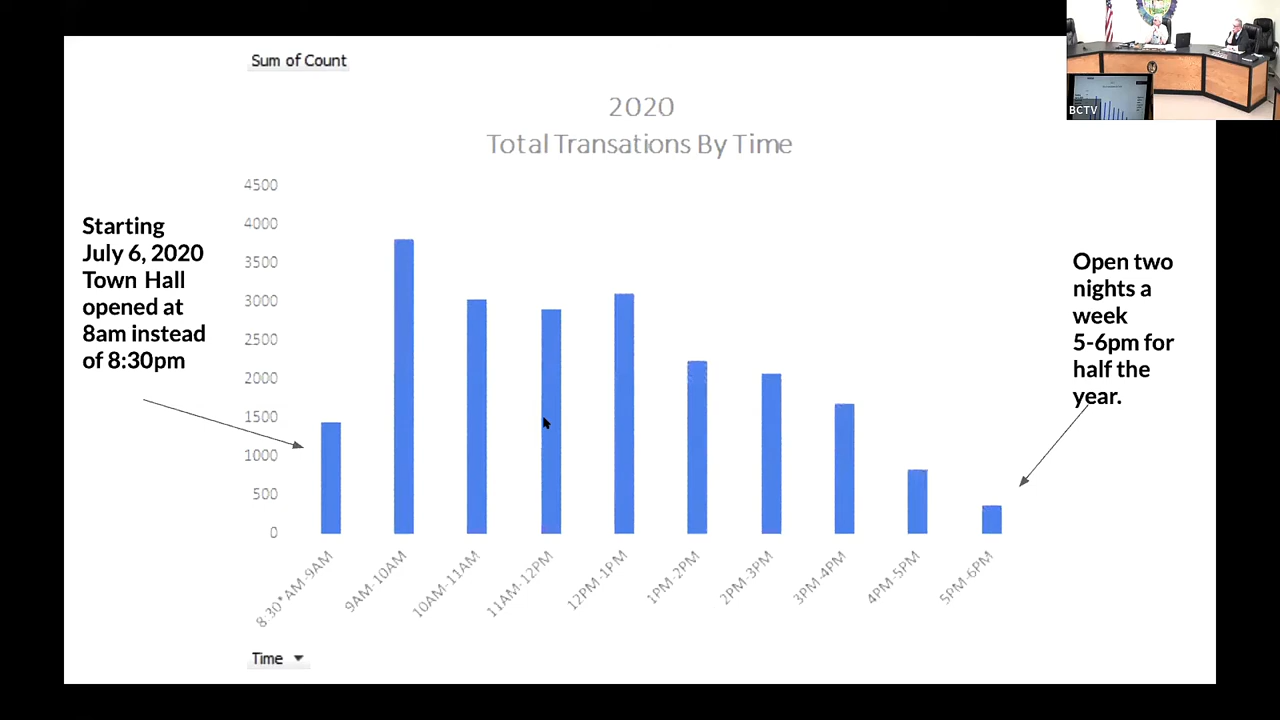 Sum of Count
2020
Total Transations By Time
4500
4000
3500
3000
2500
2000
1500
1000
500
0
Starting
July 6, 2020
Town Hall
opened at
8am instead
of 8:30pm
Open two
nights a
week
5-6pm for
half the
year.
8:30*AM-9AM
9AM-10AM
10AM-11AM
11AM-12PM
12PM-1PM
1PM-2PM
2PM-3PM
3PM-4PM
4PM-5PM
5PM-6PM
Time
BCTV